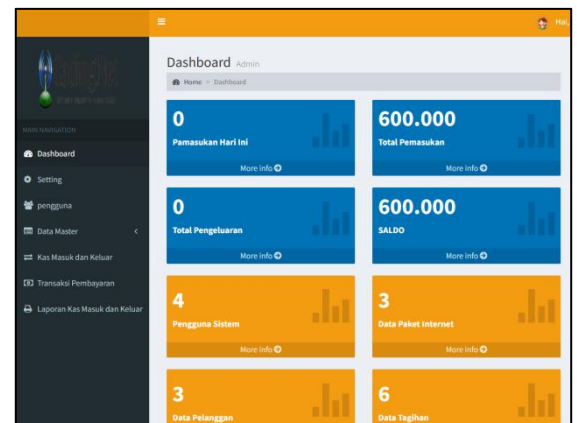 Hai,
MAIN NAVIGATION
Dashboard
Setting
pengguna
Data Master
Kas Masuk dan Keluar
Transaksi Pembayaran
Laporan Kas Masuk dan Keluar
Dashboard Admin
Home > Dashboard
0
Pamasukan Hari Ini
More info
600.000
Total Pemasukan
More info
0
Total Pengeluaran
More info
600.000
SALDO
More info
4
Pengguna Sistem
More info
3
Data Paket Internet
More info
3
Data Pelanggan
6
Data Tagihan